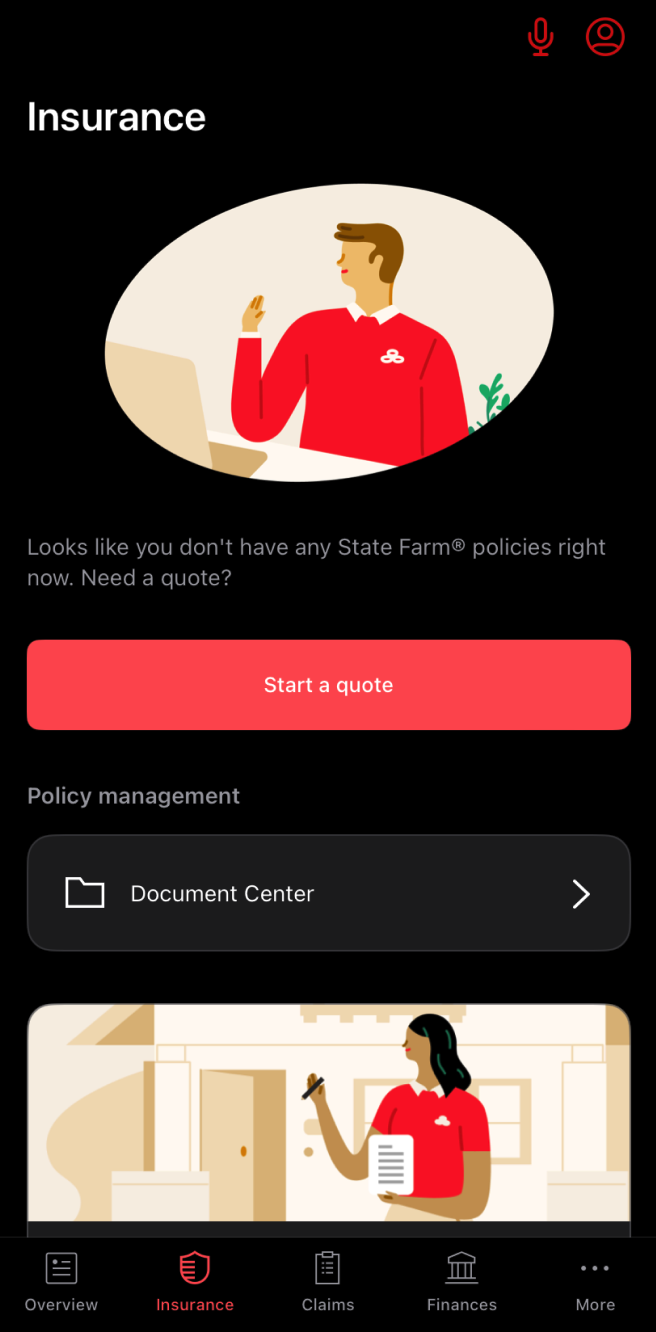 Insurance
Looks like you don't have any State Farm® policies right
now. Need a quote?
Start a quote
Policy management
Document Center
Overview
Insurance
Claims
Finances
More